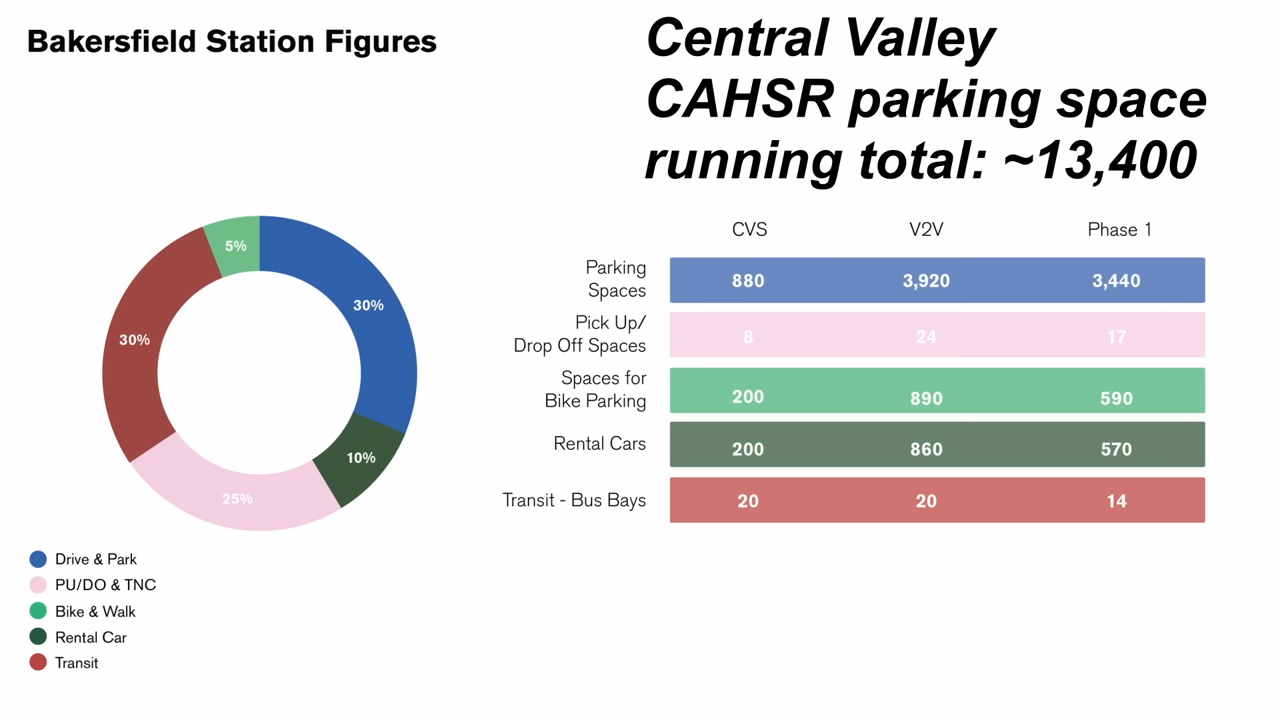 Bakersfield Station Figures
Central Valley
CAHSR parking space
running total: ~13,400
5%
30%
30%
10%
25%
Drive & Park
PU/DO & TNC
Bike & Walk
Rental Car
Transit
CVS V2V Phase 1
Parking
Spaces
880 3,920 3,440
Pick Up/
Drop Off Spaces
8 24 17
Spaces for
Bike Parking
200 890 590
Rental Cars 200 860 570
Transit - Bus Bays 20 20 14